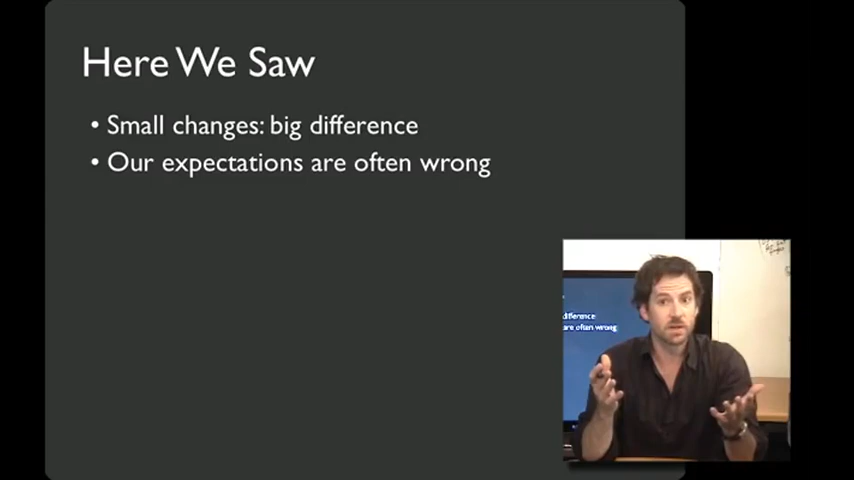 Here We Saw
• Small changes: big difference
• Our expectations are often wrong
difference
are often wrong